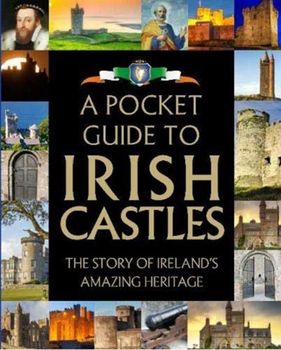 A POCKET
GUIDE TO
IRISH
CASTLES
THE STORY OF IRELAND'S
AMAZING HERITAGE